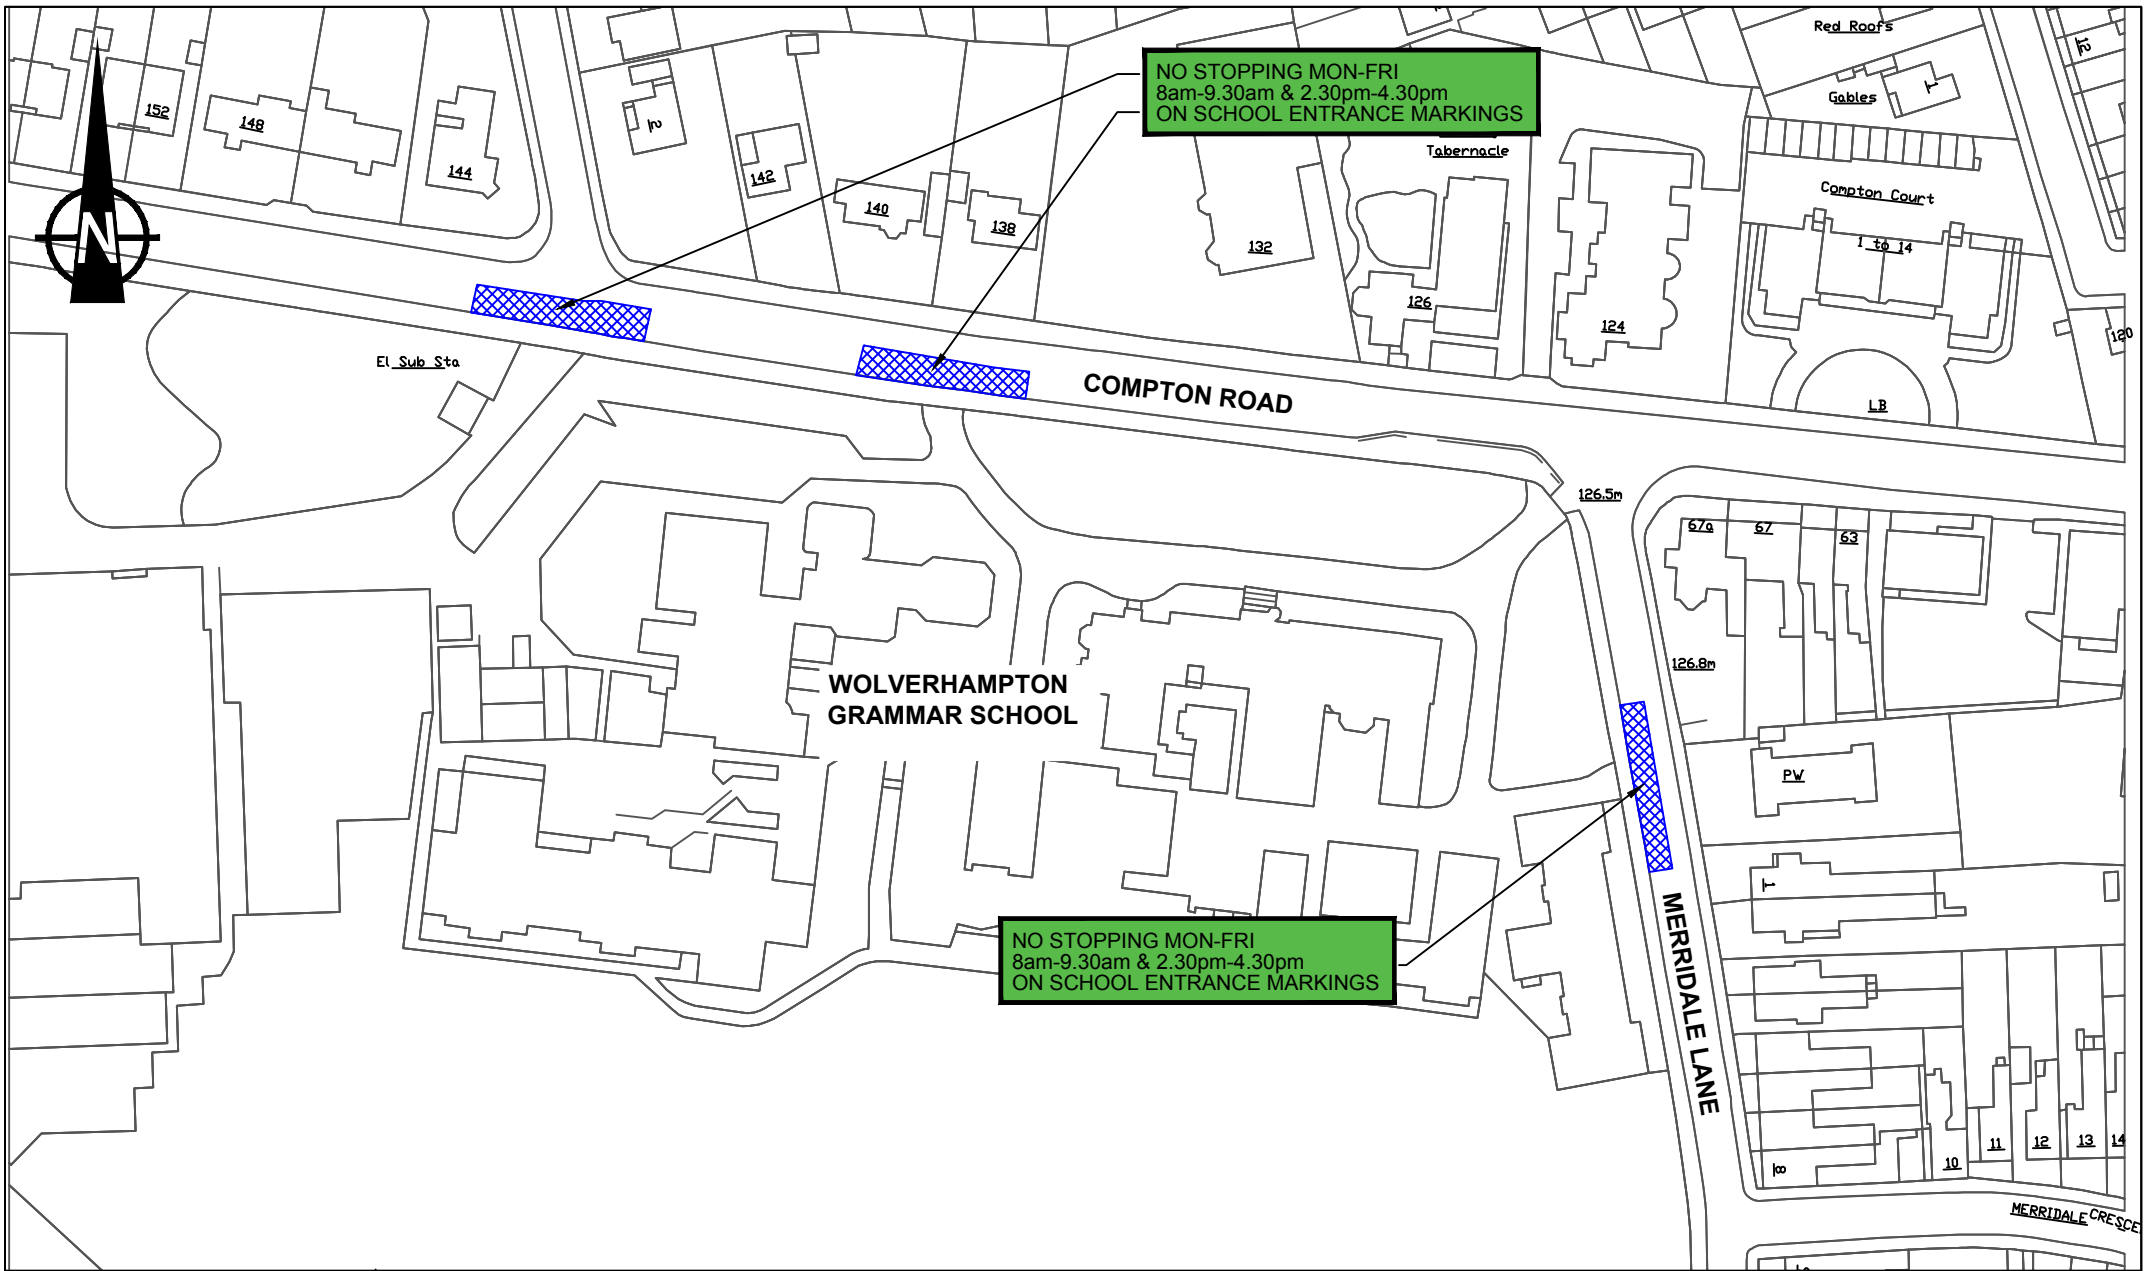 Red Roofs
12
NO STOPPING MON-FRI
8am-9.30am & 2.30pm-4.30pm
ON SCHOOL ENTRANCE MARKINGS
Gables
1
152
148
2
144
142
140
138
132
Tabernacle
Compton Court
1 to 14
N
126
124
120
El Sub Sta
COMPTON ROAD
LB
126.5m
67a
67
63
126.8m
WOLVERHAMPTON
GRAMMAR SCHOOL
PW
1
NO STOPPING MON-FRI
8am-9.30am & 2.30pm-4.30pm
ON SCHOOL ENTRANCE MARKINGS
MERRIDALE LANE
8
10
11
12
13
14
MERRIDALE CRESCE